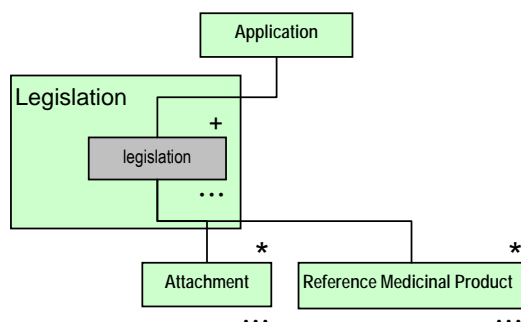 Application
Legislation
+
legislation
...
*
*
Attachment
Reference Medicinal Product
...
...